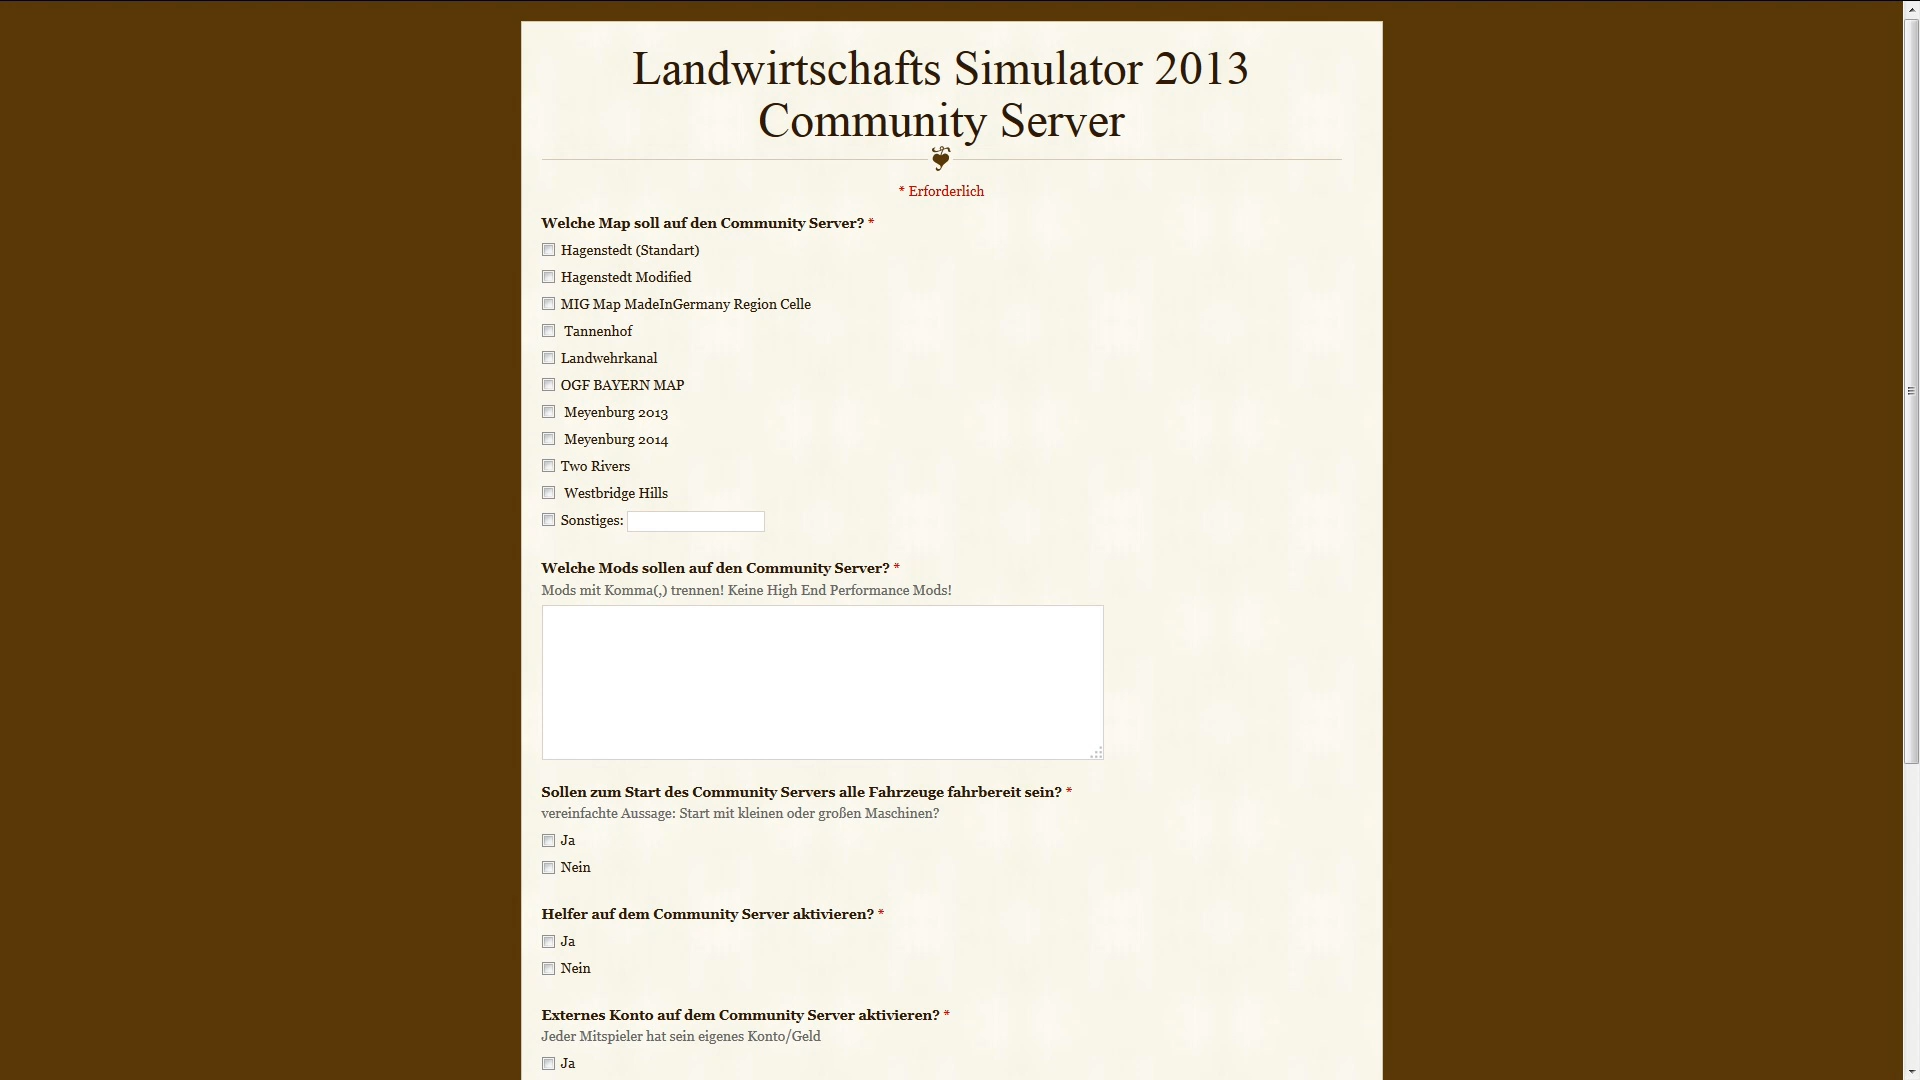 Landwirtschafts Simulator 2013
Community Server
* Erforderlich
Welche Map soll auf den Community Server? *
Hagenstedt (Standart)
Hagenstedt Modified
MIG Map MadeInGermany Region Celle
Tannenhof
Landwehrkanal
OGF BAYERN MAP
Meyenburg 2013
Meyenburg 2014
Two Rivers
Westbridge Hills
Sonstiges:
Welche Mods sollen auf den Community Server? *
Mods mit Komma(,) trennen! Keine High End Performance Mods!
Sollen zum Start des Community Servers alle Fahrzeuge fahrbereit sein? *
vereinfachte Aussage: Start mit kleinen oder großen Maschinen?
Ja
Nein
Helfer auf dem Community Server aktivieren? *
Ja
Nein
Externes Konto auf dem Community Server aktivieren? *
Jeder Mitspieler hat sein eigenes Konto/Geld
Ja